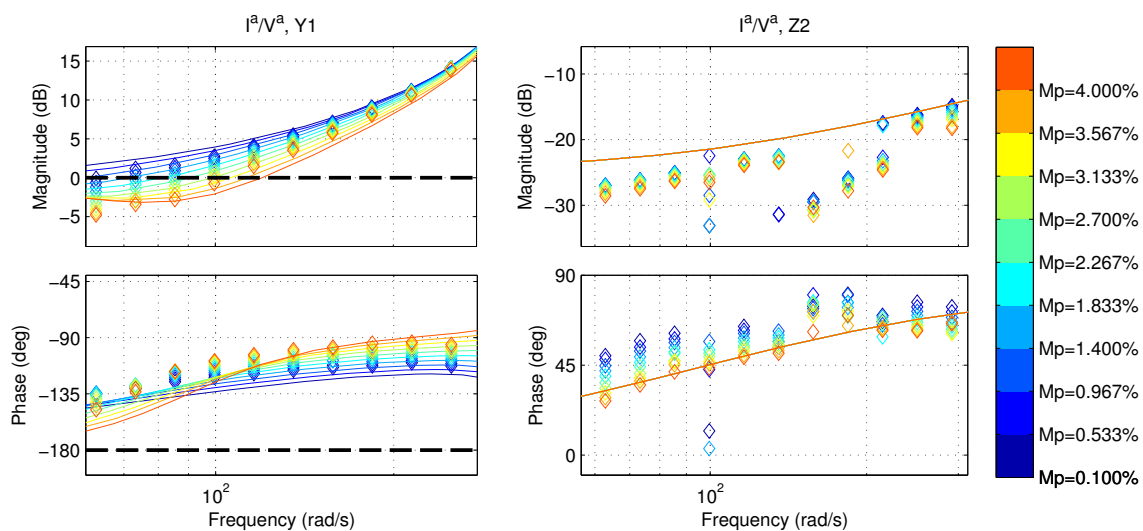 I^a/V^a, Y1
I^a/V^a, Z2
Magnitude (dB)
15
10
5
0
−5
Magnitude (dB)
−10
−20
−30
Phase (deg)
−45
−90
−135
−180
10^2
Frequency (rad/s)
Phase (deg)
90
45
0
10^2
Frequency (rad/s)
Mp=4.000%
Mp=3.567%
Mp=3.133%
Mp=2.700%
Mp=2.267%
Mp=1.833%
Mp=1.400%
Mp=0.967%
Mp=0.533%
Mp=0.100%